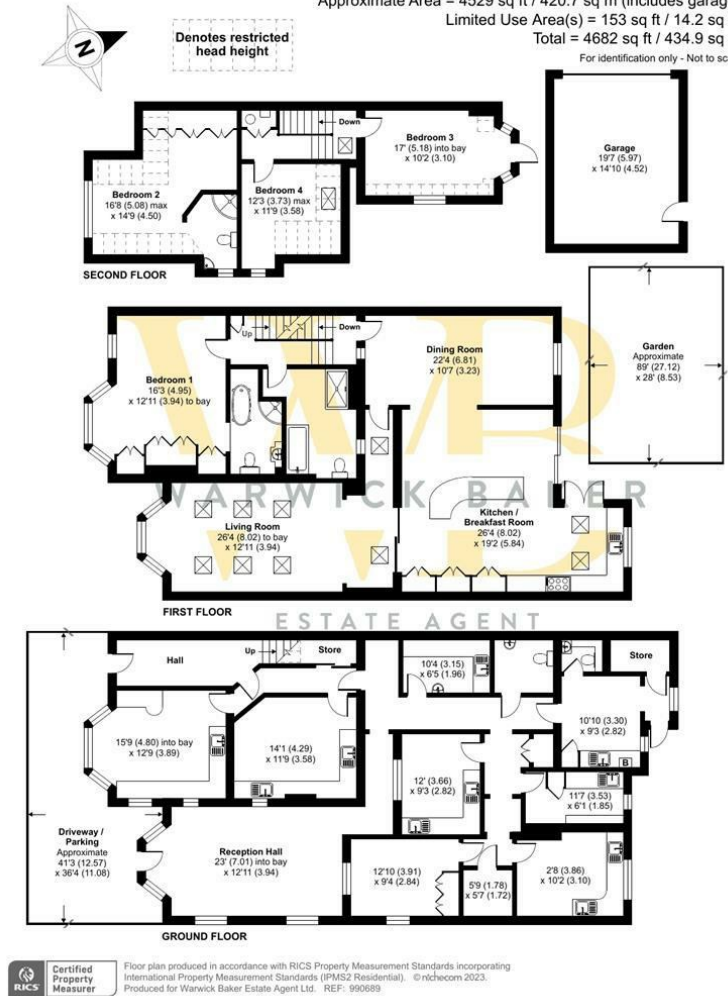 Approximate Area = 4529 sq ft / 420.7 sq m (includes garag
Limited Use Area(s) = 153 sq ft / 14.2 sq
Total = 4682 sq ft / 434.9 sq
For identification only - Not to sc
N
Denotes restricted
head height
Down
Bedroom 3
17' (5.18) into bay
x 10'2 (3.10)
Garage
19'7 (5.97)
x 14'10 (4.52)
Bedroom 2
16'8 (5.08) max
x 14'9 (4.50)
Bedroom 4
12'3 (3.73) max
x 11'9 (3.58)
SECOND FLOOR
Up
Down
Dining Room
22'4 (6.81)
x 10'7 (3.23)
Garden
Approximate
89' (27.12)
x 28' (8.53)
Bedroom 1
16'3 (4.95)
x 12'11 (3.94) to bay
WB
WARWICK BAKER
Living Room
26'4 (8.02) to bay
x 12'11 (3.94)
Kitchen /
Breakfast Room
26'4 (8.02)
x 19'2 (5.84)
FIRST FLOOR
ESTATE AGENT
Hall
Up
Store
10'4 (3.15)
x 6'5 (1.96)
Store
15'9 (4.80) into bay
x 12'9 (3.89)
14'1 (4.29)
x 11'9 (3.58)
10'10 (3.30)
x 9'3 (2.82)
B
12' (3.66)
x 9'3 (2.82)
11'7 (3.53)
x 6'1 (1.85)
Driveway /
Parking
Approximate
41'3 (12.57)
x 36'4 (11.08)
Reception Hall
23' (7.01) into bay
x 12'11 (3.94)
12'10 (3.91)
x 9'4 (2.84)
5'9 (1.78)
x 5'7 (1.72)
2'8 (3.86)
x 10'2 (3.10)
GROUND FLOOR
RICS
Certified
Property
Measurer
Floor plan produced in accordance with RICS Property Measurement Standards incorporating
International Property Measurement Standards (IPMS2 Residential). © nichecom 2023.
Produced for Warwick Baker Estate Agent Ltd. REF: 990689